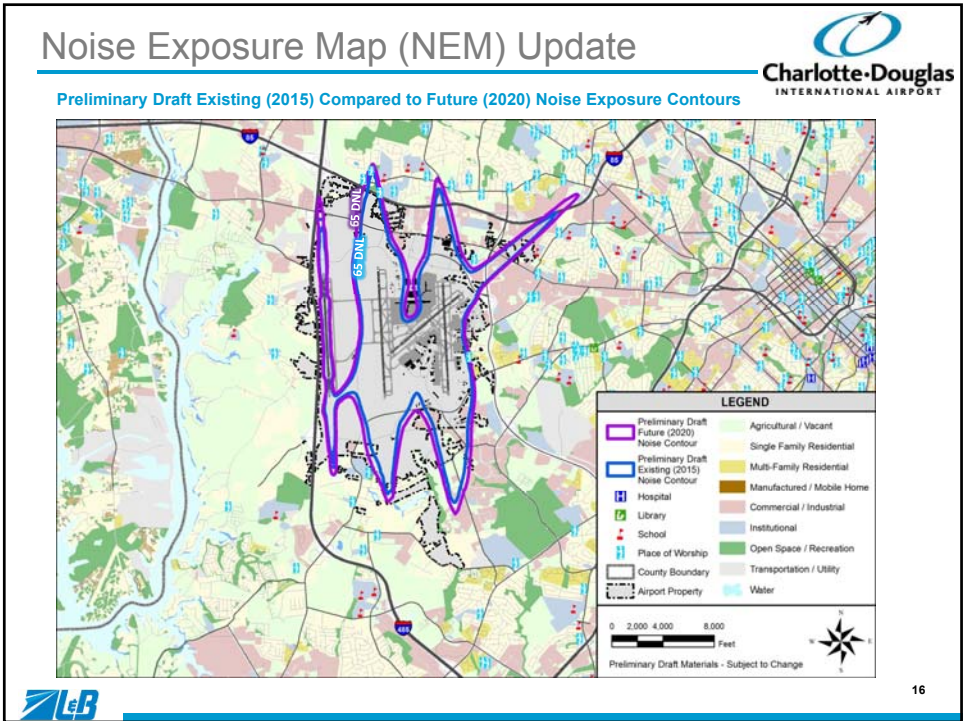 Noise Exposure Map (NEM) Update
Charlotte·Douglas
INTERNATIONAL AIRPORT
Preliminary Draft Existing (2015) Compared to Future (2020) Noise Exposure Contours
85
85
65 DNL
65 DNL
485
LEGEND
Preliminary Draft
Future (2020)
Noise Contour
Preliminary Draft
Existing (2015)
Noise Contour
H Hospital
Library
School
Place of Worship
County Boundary
Airport Property
Agricultural / Vacant
Single Family Residential
Multi-Family Residential
Manufactured / Mobile Home
Commercial / Industrial
Institutional
Open Space / Recreation
Transportation / Utility
Water
0 2,000 4,000 8,000
Feet
N
W E
S
Preliminary Draft Materials - Subject to Change
16
L&B